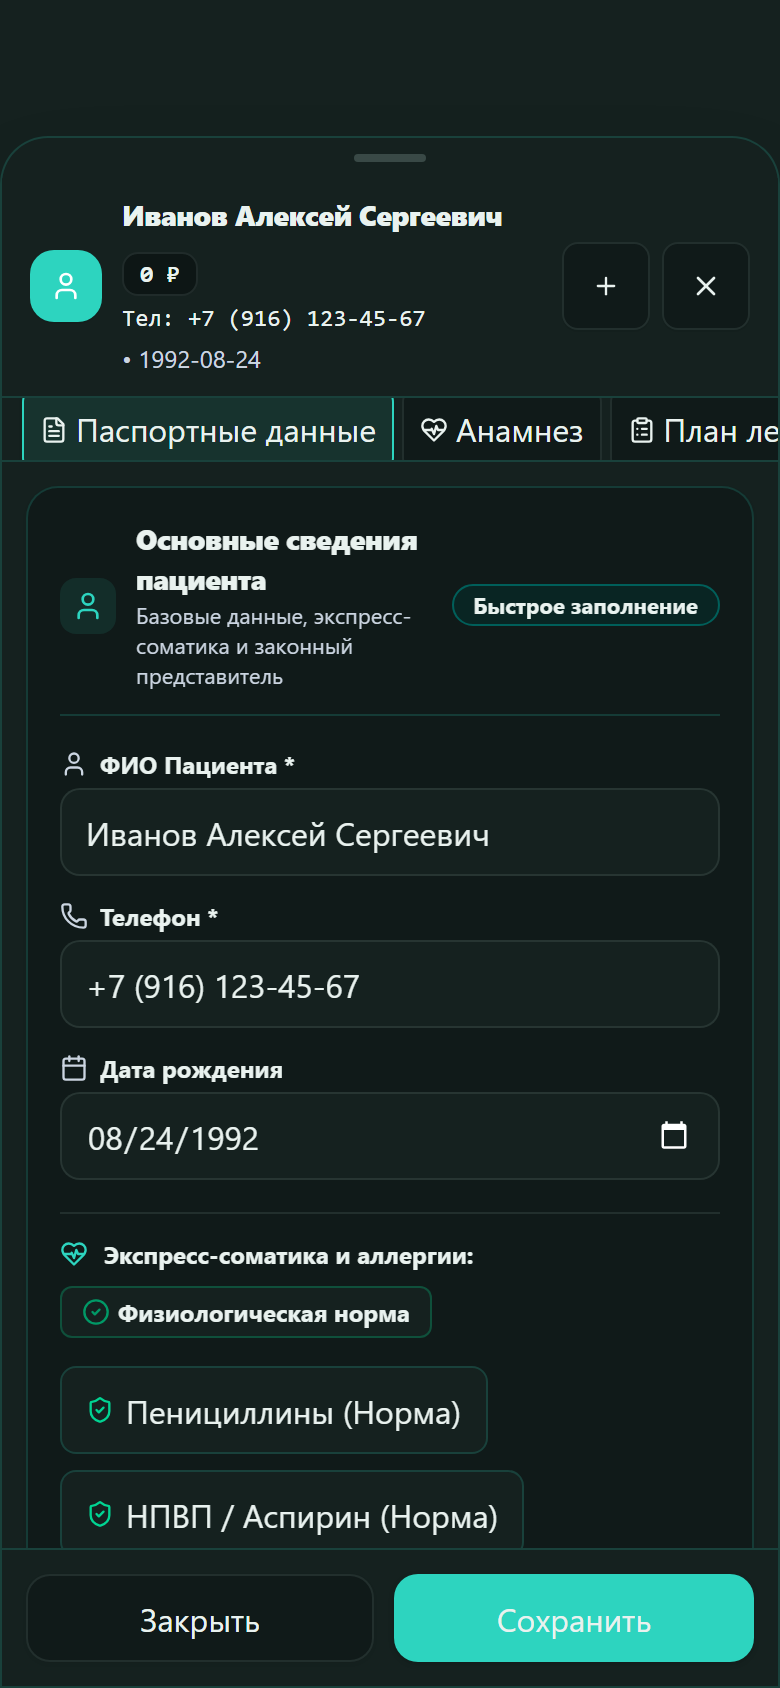 Иванов Алексей Сергеевич
0 ₽
Тел: +7 (916) 123-45-67
• 1992-08-24
Паспортные данные
Анамнез
План ле
Основные сведения
пациента
Базовые данные, экспресс-
соматика и законный
представитель
Быстрое заполнение
ФИО Пациента *
Иванов Алексей Сергеевич
Телефон *
+7 (916) 123-45-67
Дата рождения
08/24/1992
Экспресс-соматика и аллергии:
Физиологическая норма
Пенициллины (Норма)
НПВП / Аспирин (Норма)
Закрыть
Сохранить